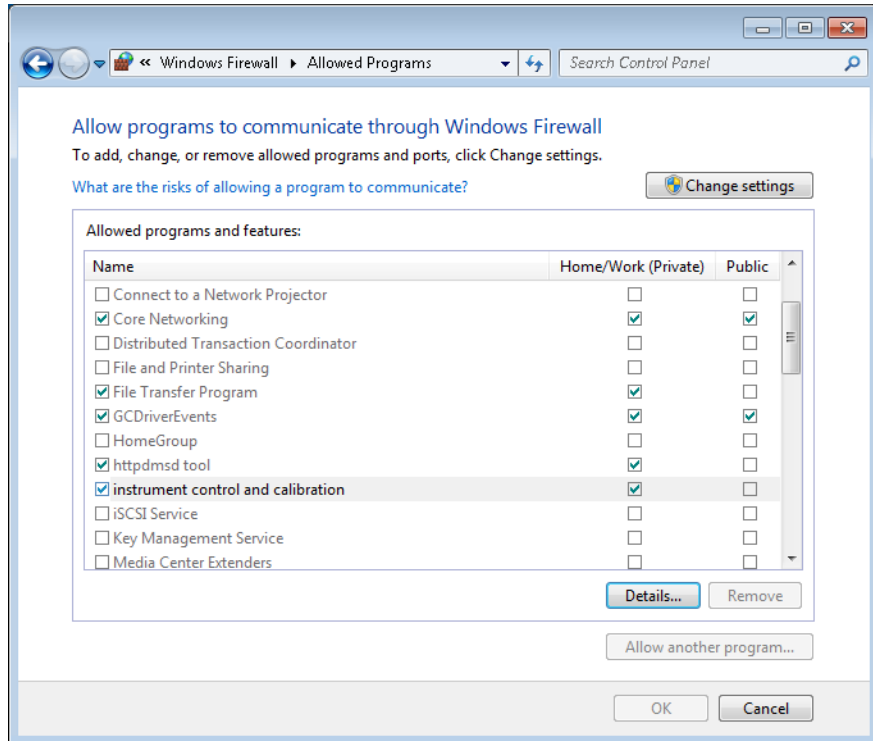 « Windows Firewall ▸ Allowed Programs
Search Control Panel
Allow programs to communicate through Windows Firewall
To add, change, or remove allowed programs and ports, click Change settings.
What are the risks of allowing a program to communicate?
Change settings
Allowed programs and features:
Name Home/Work (Private) Public
Connect to a Network Projector
Core Networking
Distributed Transaction Coordinator
File and Printer Sharing
File Transfer Program
GCDriverEvents
HomeGroup
httpdmsd tool
instrument control and calibration
iSCSI Service
Key Management Service
Media Center Extenders
Details... Remove
Allow another program...
OK Cancel